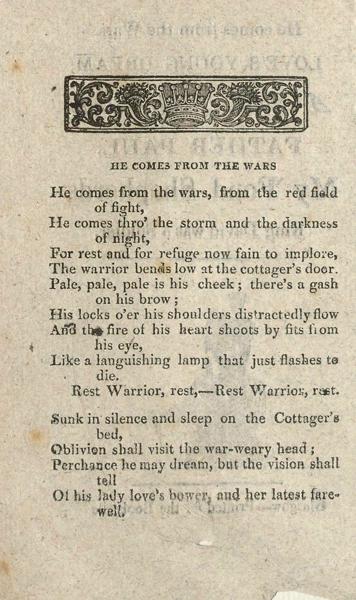 HE COMES FROM THE WARS
He comes from the wars, from the red field
of fight,
He comes thro' the storm and the darkness
of night,
For rest and for refuge now fain to implore,
The warrior bends low at the cottager's door.
Pale, pale, pale is his cheek; there's a gash
on his brow;
His locks o'er his shoulders distractedly flow
And the fire of his heart shoots by fits from
his eye,
Like a languishing lamp that just flashes to
die.
Rest Warrior, rest,—Rest Warrior, rest.
Sunk in silence and sleep on the Cottager's
bed,
Oblivion shall visit the war-weary head;
Perchance he may dream, but the vision shall
tell
Of his lady love's bower, and her latest fare-
well.